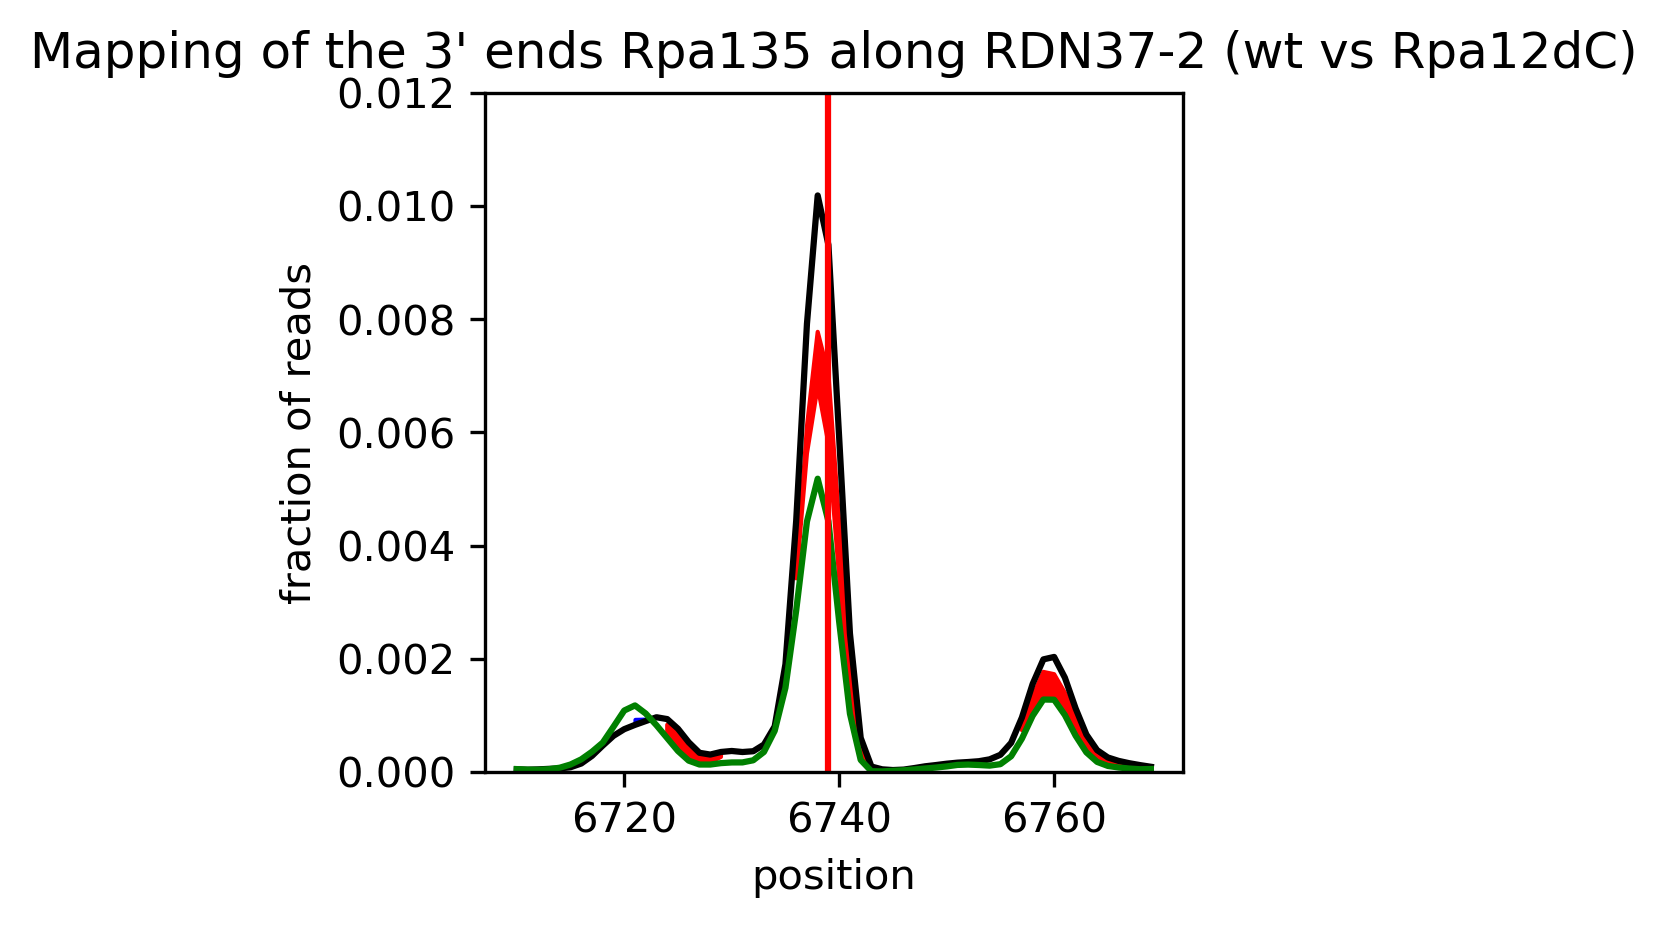 Mapping of the 3' ends Rpa135 along RDN37-2 (wt vs Rpa12dC)
0.012
0.010
0.008
0.006
0.004
0.002
0.000
fraction of reads
6720 6740 6760
position